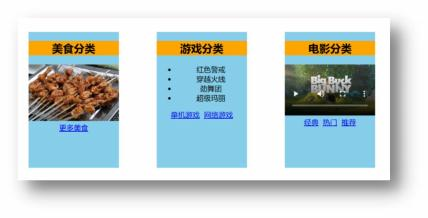 美食分类
更多美食
游戏分类
红色警戒
穿越火线
劲舞团
超级玛丽
单机游戏 网络游戏
电影分类
Big Buck
BUNNY
经典 热门 推荐